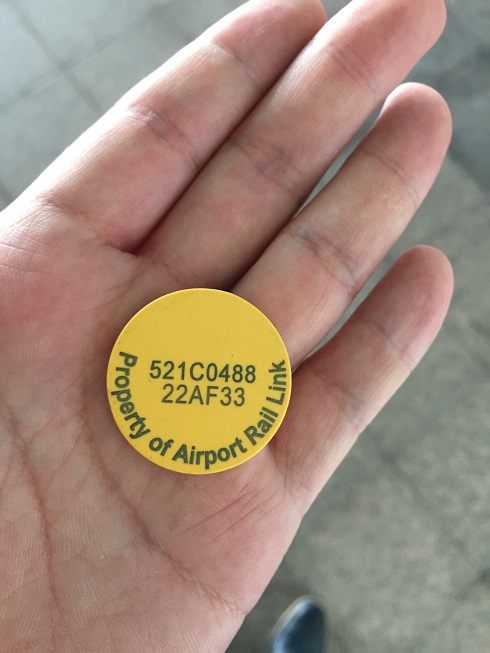 521C0488
22AF33
Property of Airport Rail Link